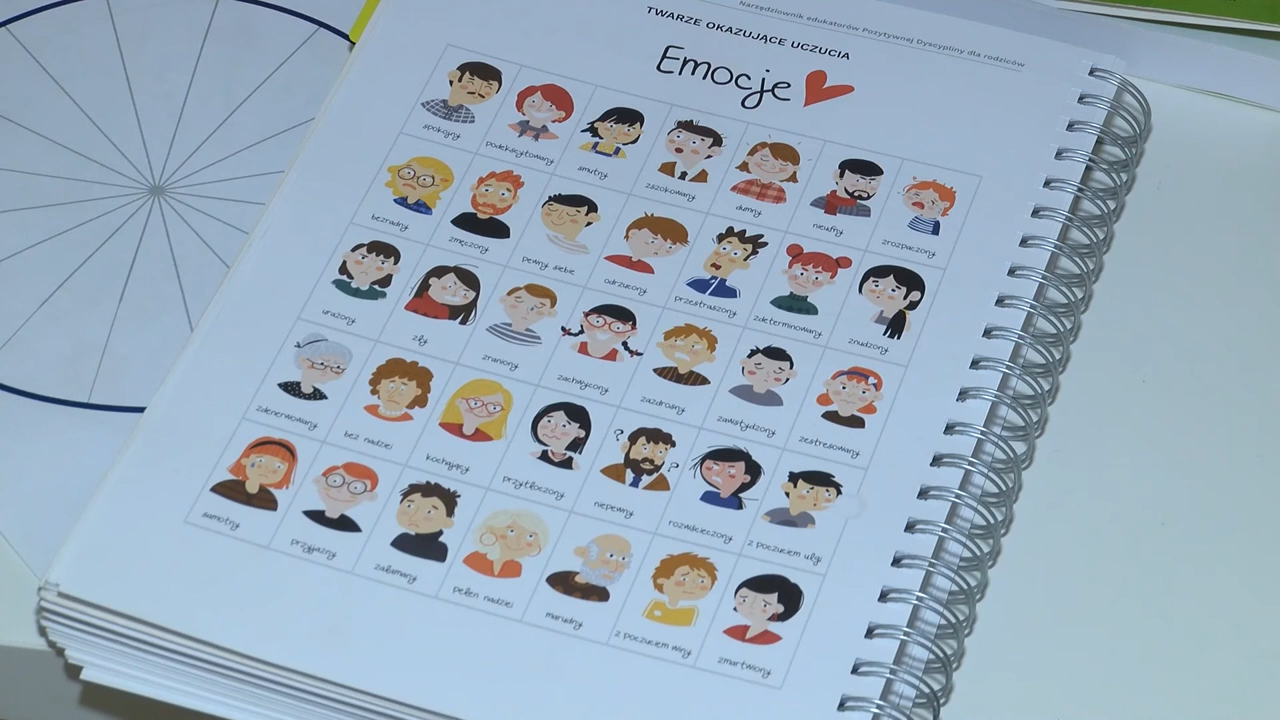 Narzędziownik edukatorów Pozytywnej Dyscypliny dla rodziców
TWARZE OKAZUJĄCE UCZUCIA
Emocje
spokojny podekscytowany smutny zszokowany dumny nieufny zrozpaczony
bezradny zmęczony pewny siebie odrzucony przestraszony zdeterminowany znudzony
urażony zły zraniony zachwycony zazdrosny zawstydzony zestresowany
zdenerwowany bez nadziei kochający przytłoczony niepewny rozwścieczony z poczuciem ulgi
samotny przyjazny załamany pełen nadziei marudny z poczuciem winy zmartwiony